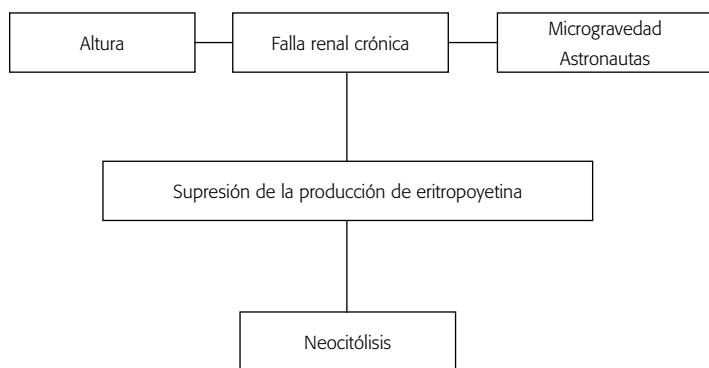 Altura
Falla renal crónica
Microgravedad
Astronautas
Supresión de la producción de eritropoyetina
Neocitólisis